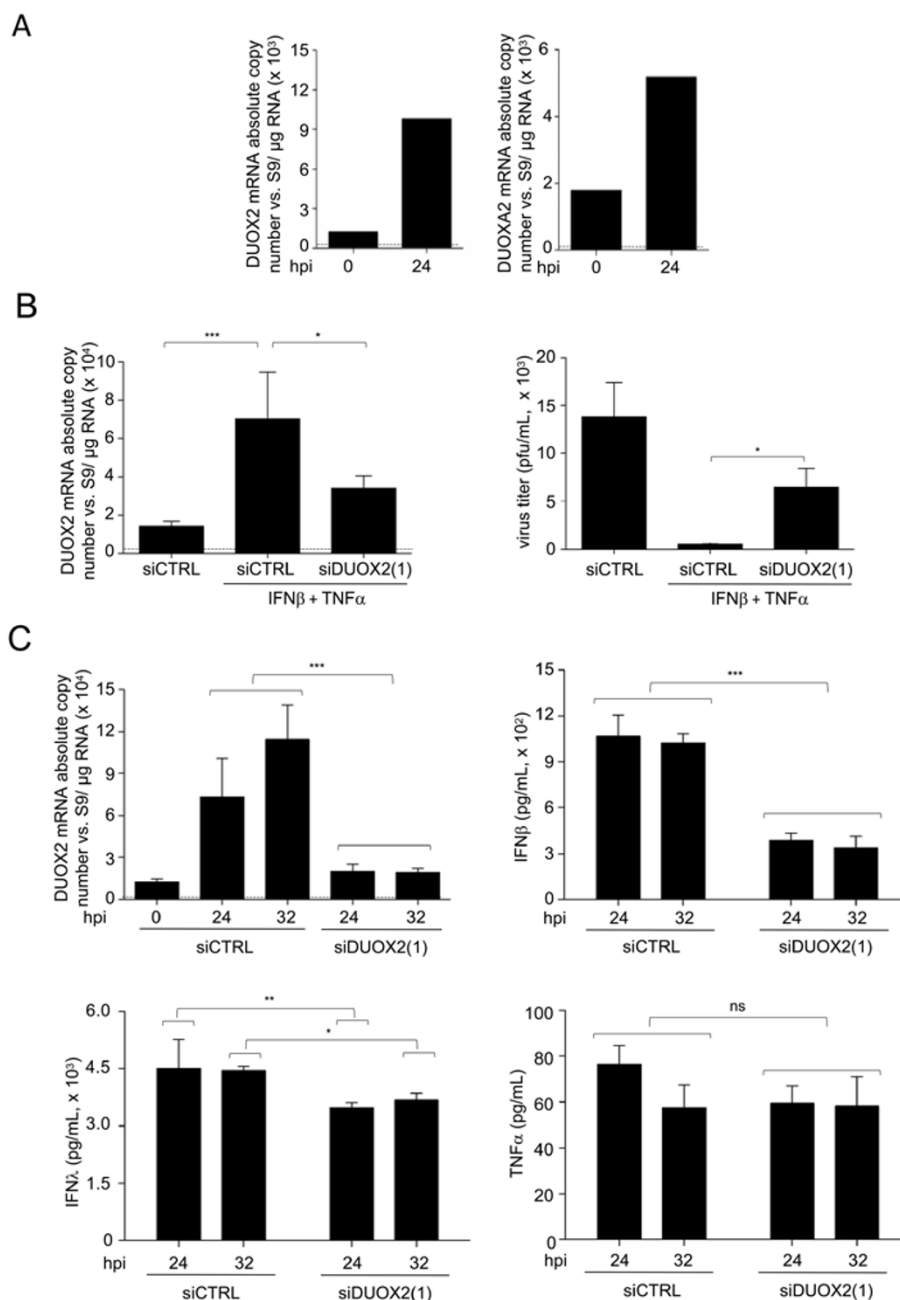 A
DUOX2 mRNA absolute copy
number vs. S9/ µg RNA (x 10³)
15
12
9
6
3
0
hpi
0
24
DUOXA2 mRNA absolute copy
number vs. S9/ µg RNA (x 10³)
6
4
2
0
hpi
0
24
B
DUOX2 mRNA absolute copy
number vs. S9/ µg RNA (x 10⁴)
10
8
6
4
2
0
***
*
siCTRL
siCTRL
siDUOX2(1)
IFNβ + TNFα
virus titer (pfu/mL, x 10³)
20
15
10
5
0
*
siCTRL
siCTRL
siDUOX2(1)
IFNβ + TNFα
C
DUOX2 mRNA absolute copy
number vs. S9/ µg RNA (x 10⁴)
15
12
9
6
3
0
***
hpi
0
24
32
24
32
siCTRL
siDUOX2(1)
IFNβ (pg/mL, x 10²)
15
12
9
6
3
0
***
hpi
24
32
24
32
siCTRL
siDUOX2(1)
IFNλ (pg/mL, x 10³)
6.0
4.5
3.0
1.5
0
**
*
hpi
24
32
24
32
siCTRL
siDUOX2(1)
TNFα (pg/mL)
100
80
60
40
20
0
ns
hpi
24
32
24
32
siCTRL
siDUOX2(1)